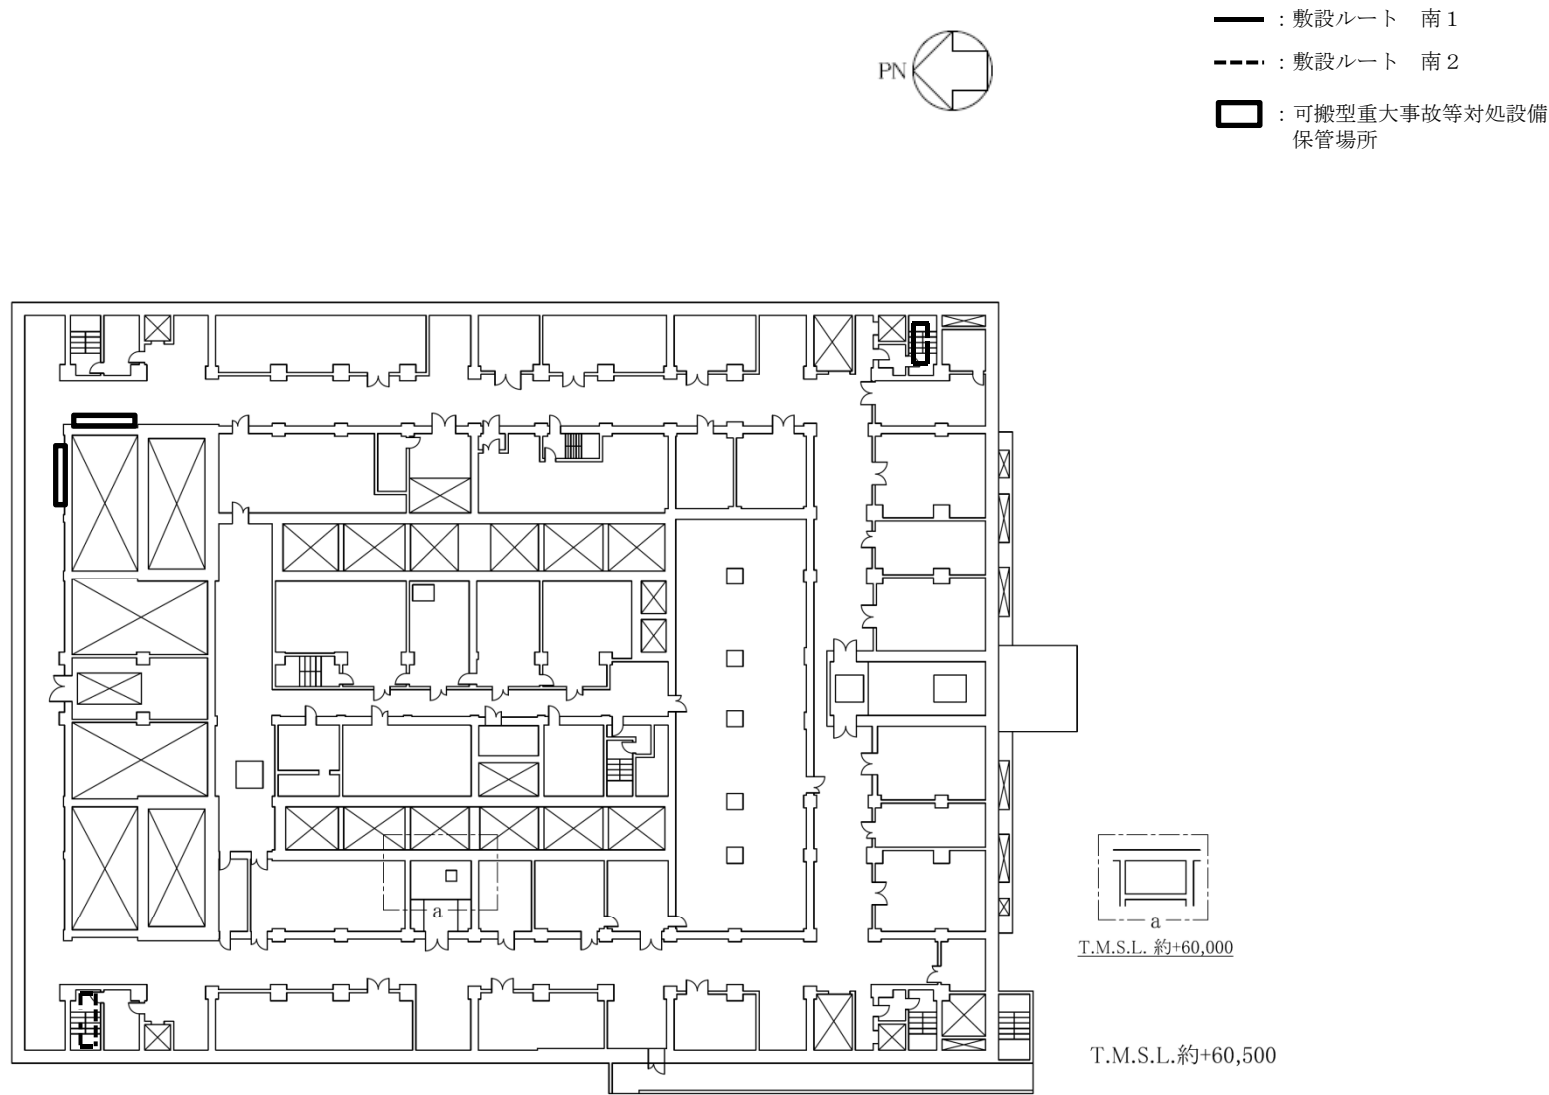 ：敷設ルート　南１
PN
：敷設ルート　南２
：可搬型重大事故等対処設備
保管場所
a
a
T.M.S.L. 約+60,000
T.M.S.L.約+60,500